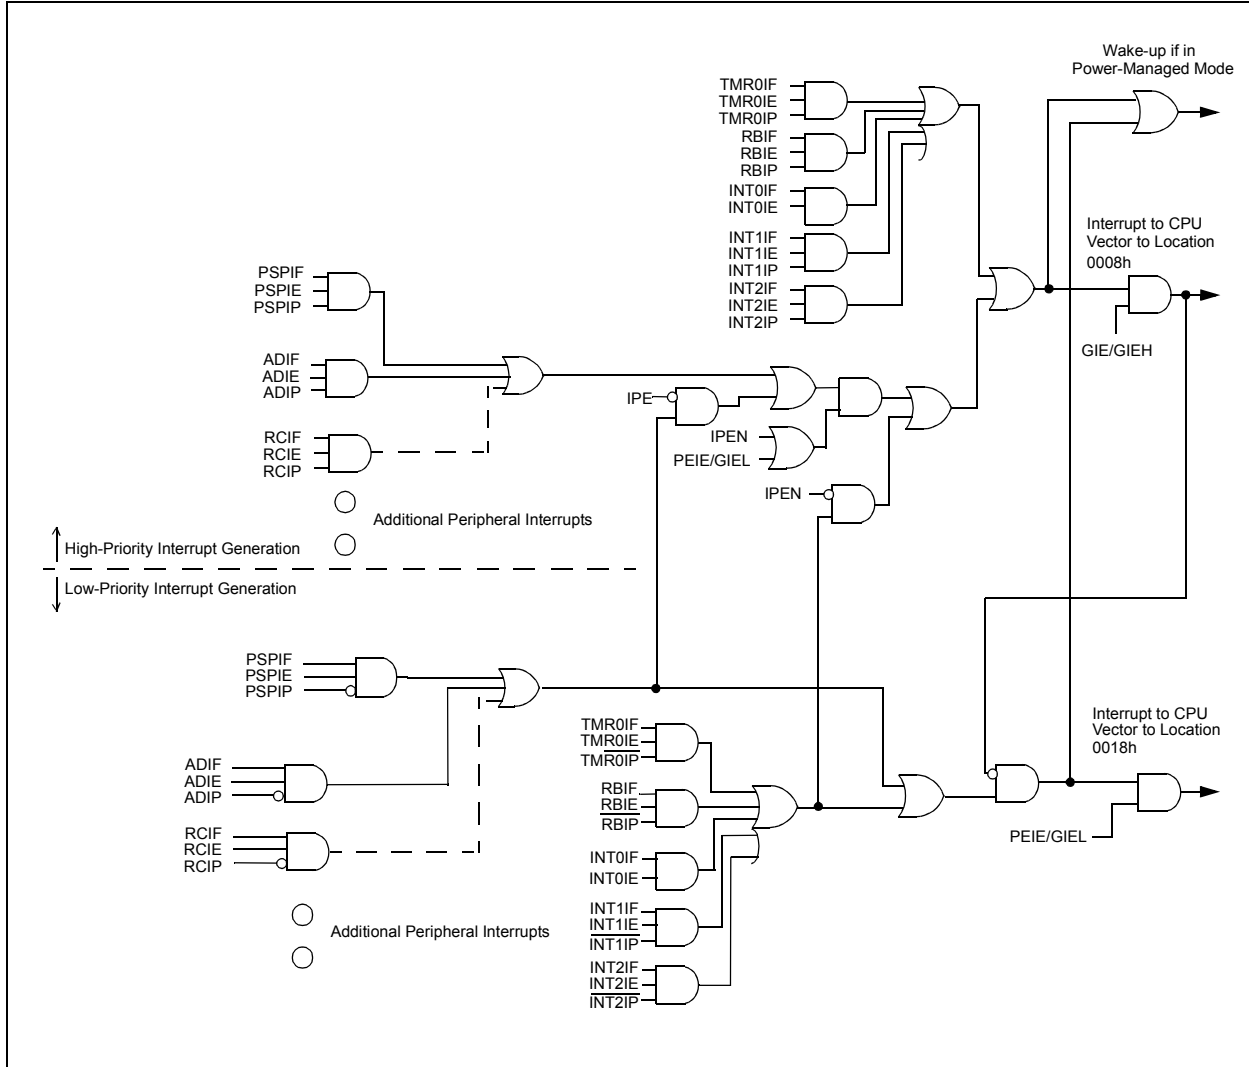 Wake-up if in
Power-Managed Mode
TMR0IF
TMR0IE
TMR0IP
RBIF
RBIE
RBIP
INT0IF
INT0IE
INT1IF
INT1IE
INT1IP
INT2IF
INT2IE
INT2IP
Interrupt to CPU
Vector to Location
0008h
GIE/GIEH
PSPIF
PSPIE
PSPIP
ADIF
ADIE
ADIP
RCIF
RCIE
RCIP
IPE
IPEN
PEIE/GIEL
IPEN
Additional Peripheral Interrupts
High-Priority Interrupt Generation
Low-Priority Interrupt Generation
PSPIF
PSPIE
PSPIP
ADIF
ADIE
ADIP
RCIF
RCIE
RCIP
Additional Peripheral Interrupts
TMR0IF
TMR0IE
TMR0IP
RBIF
RBIE
RBIP
INT0IF
INT0IE
INT1IF
INT1IE
INT1IP
INT2IF
INT2IE
INT2IP
Interrupt to CPU
Vector to Location
0018h
PEIE/GIEL